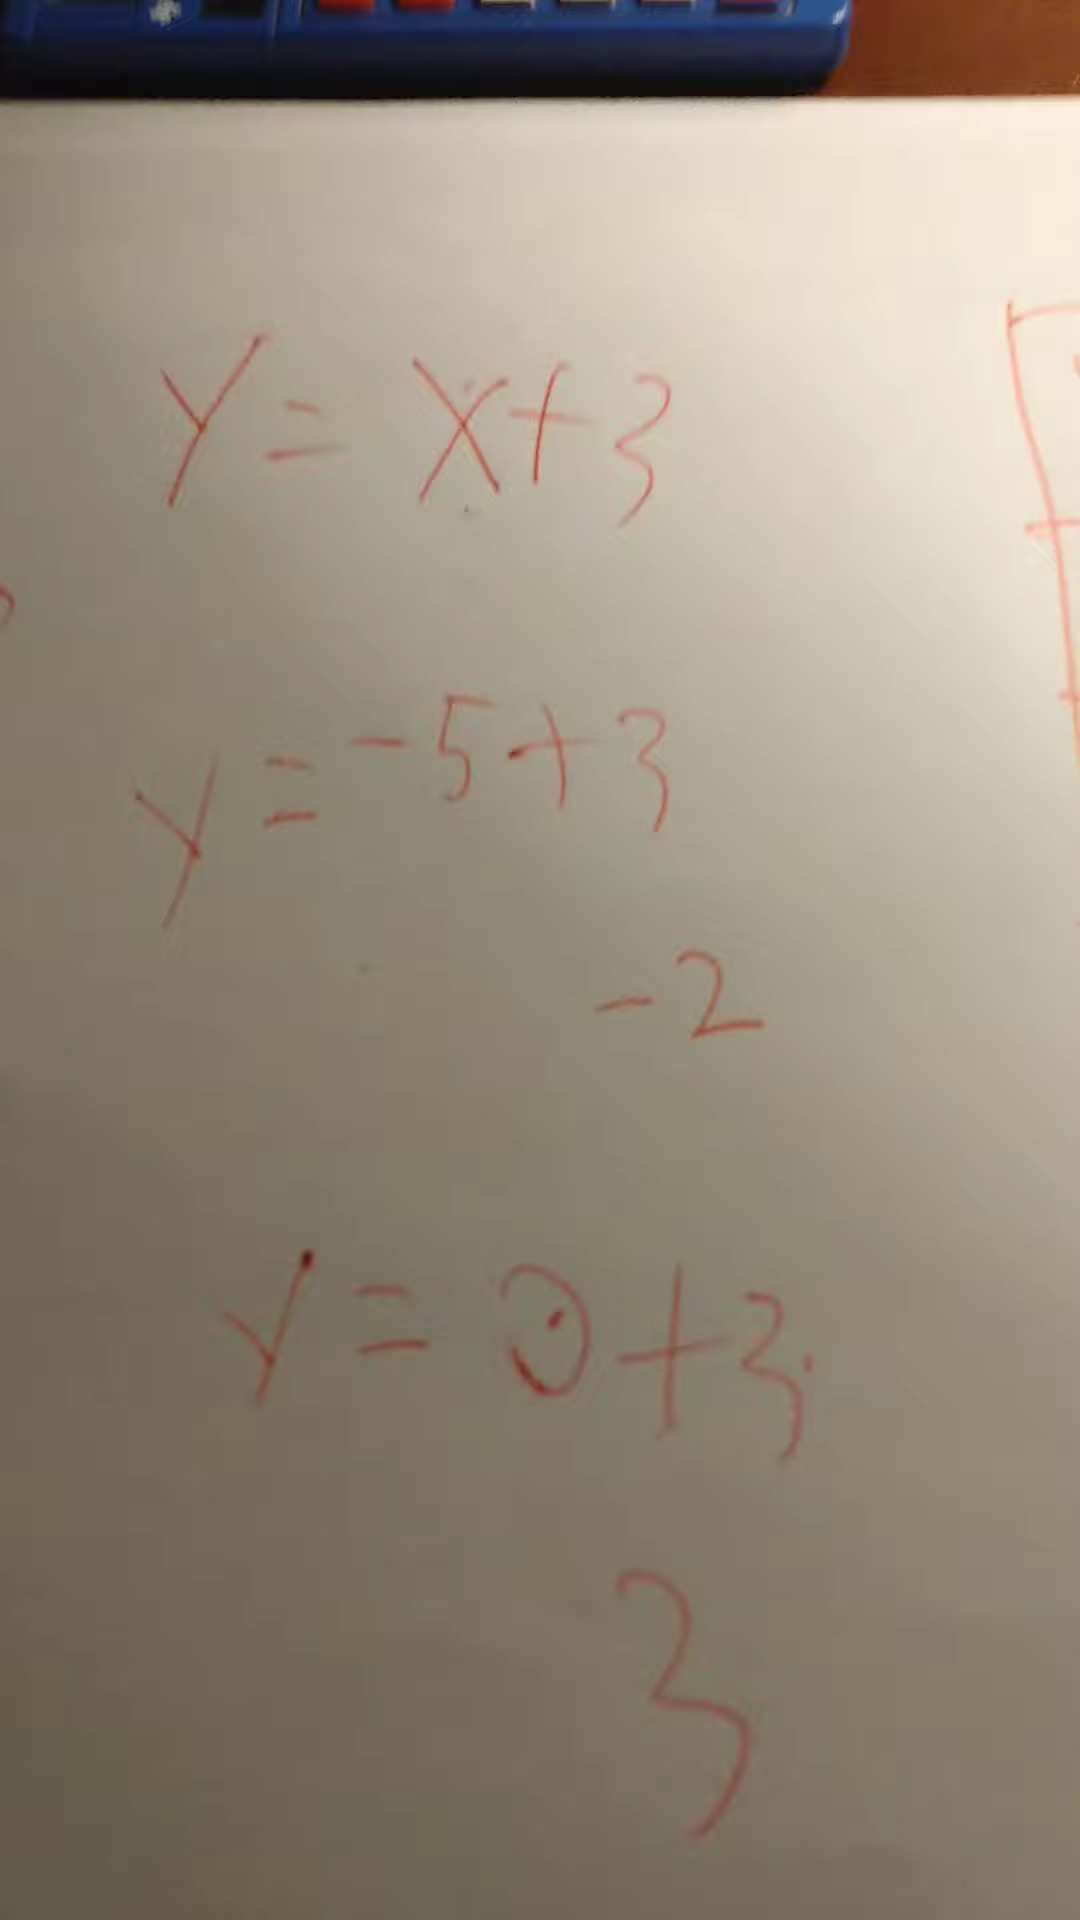 Y = X+3
y = -5+3
-2
y = 0+3
3